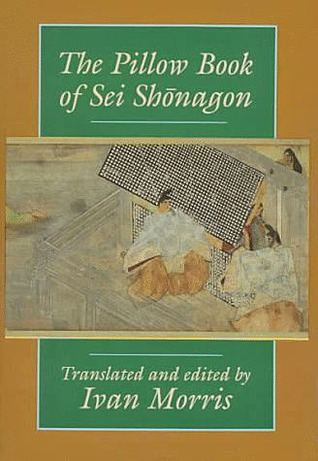 The Pillow Book
of Sei Shōnagon
Translated and edited by
Ivan Morris